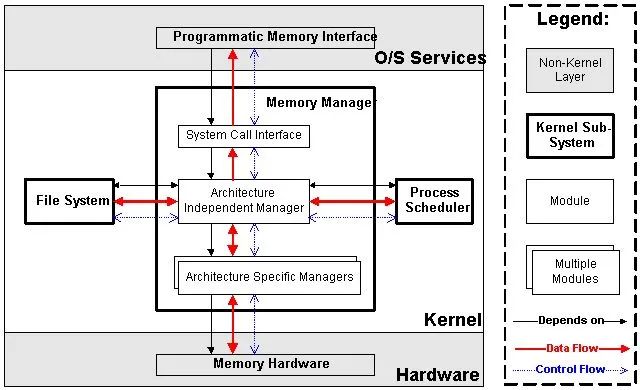 Programmatic Memory Interface
O/S Services
Memory Manager
System Call Interface
File System
Architecture
Independent Manager
Process
Scheduler
Architecture Specific Managers
Kernel
Memory Hardware
Hardware
Legend:
Non-Kernel
Layer
Kernel Sub-
System
Module
Multiple
Modules
Depends on
Data Flow
Control Flow